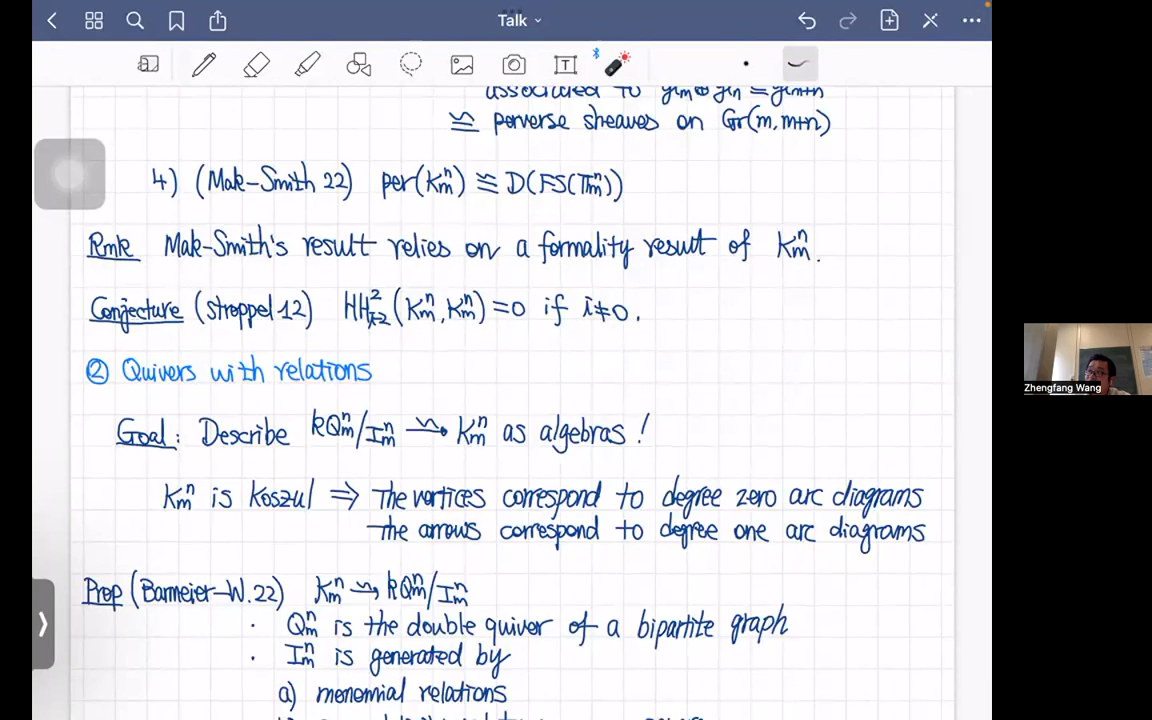 Talk
associated to
≅ perverse sheaves on Gr(m, m+n)
4) (Mak-Smith 22) per(K_m^n) ≅ D(FS(π_m^n))
Rmk Mak-Smith's result relies on a formality result of K_m^n.
Conjecture (Stroppel 12) HH_{i-2}^2(K_m^n, K_m^n) = 0 if i≠0.
② Quivers with relations
Goal: Describe kQ_m^n/I_m^n ⥲ K_m^n as algebras!
K_m^n is Koszul ⇒ The vertices correspond to degree zero arc diagrams
The arrows correspond to degree one arc diagrams
Prop (Barmeier-W. 22) K_m^n ⥲ kQ_m^n/I_m^n
· Q_m^n is the double quiver of a bipartite graph
· I_m^n is generated by
a) monomial relations
Zhengfang Wang